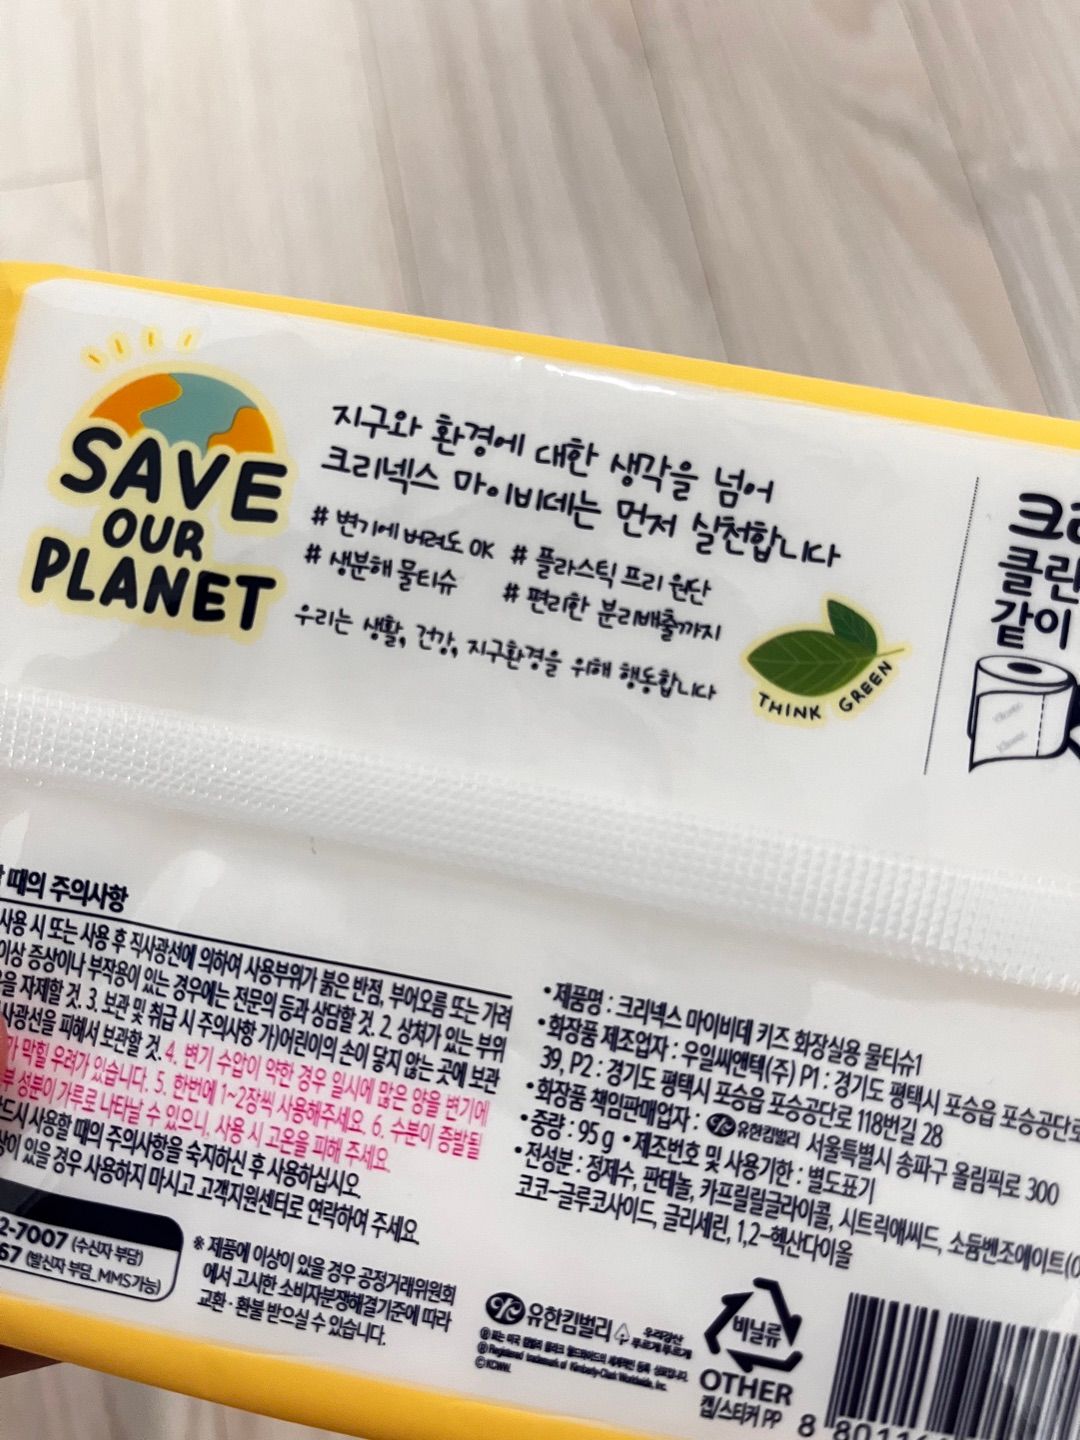 SAVE
OUR
PLANET
지구와 환경에 대한 생각을 넘어
크리넥스 마이비데는 먼저 실천합니다
# 변기에 버려도 OK # 플라스틱 프리 원단
# 생분해 물티슈 # 편리한 분리배출까지
우리는 생활, 건강, 지구환경을 위해 행동합니다
THINK GREEN
클린
같이
때의 주의사항
사용 시 또는 사용 후 직사광선에 의하여 사용부위가 붉은 반점, 부어오름 또는 가려
이상 증상이나 부작용이 있는 경우에는 전문의 등과 상담할 것. 2. 상처가 있는 부위
을 자제할 것. 3. 보관 및 취급 시 주의사항 가)어린이의 손이 닿지 않는 곳에 보관
사광선을 피해서 보관할 것. 4. 변기 수압이 약한 경우 일시에 많은 양을 변기에
가 막힐 우려가 있습니다. 5. 한번에 1~2장씩 사용해주세요. 6. 수분이 증발될
부 성분이 가루로 나타날 수 있으니, 사용 시 고온을 피해 주세요.
드시 사용할 때의 주의사항을 숙지하신 후 사용하십시오.
상이 있을 경우 사용하지 마시고 고객지원센터로 연락하여 주세요.
2-7007 (수신자 부담)
67 (발신자 부담_MMS가능)
※ 제품에 이상이 있을 경우 공정거래위원회
에서 고시한 소비자분쟁해결기준에 따라
교환·환불 받으실 수 있습니다.
• 제품명 : 크리넥스 마이비데 키즈 화장실용 물티슈1
• 화장품 제조업자 : 우일씨앤텍(주) P1 : 경기도 평택시 포승읍 포승공단로
39, P2 : 경기도 평택시 포승읍 포승공단로 118번길 28
• 화장품 책임판매업자 : 유한킴벌리 서울특별시 송파구 올림픽로 300
• 중량 : 95 g • 제조번호 및 사용기한 : 별도표기
• 전성분 : 정제수, 판테놀, 카프릴릴글라이콜, 시트릭애씨드, 소듐벤조에이트(
코코-글루코사이드, 글리세린, 1,2-헥산다이올
유한킴벌리 우리강산
푸르게 푸르게
® Registered trademark of Kimberly-Clark Worldwide, Inc.
©KCWW.
비닐류
OTHER
캡/스티커 PP